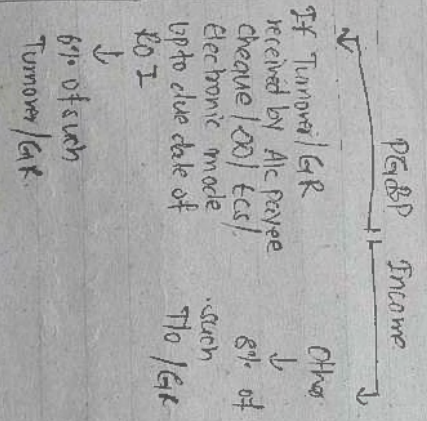 PGBP Income
If Turnover/GR
received by A/c payee
cheque/DD/ECS/
Electronic mode
upto due date of
ROI
↓
6% of such
Turnover/GR.
Other
↓
8% of
such
T/O/GR